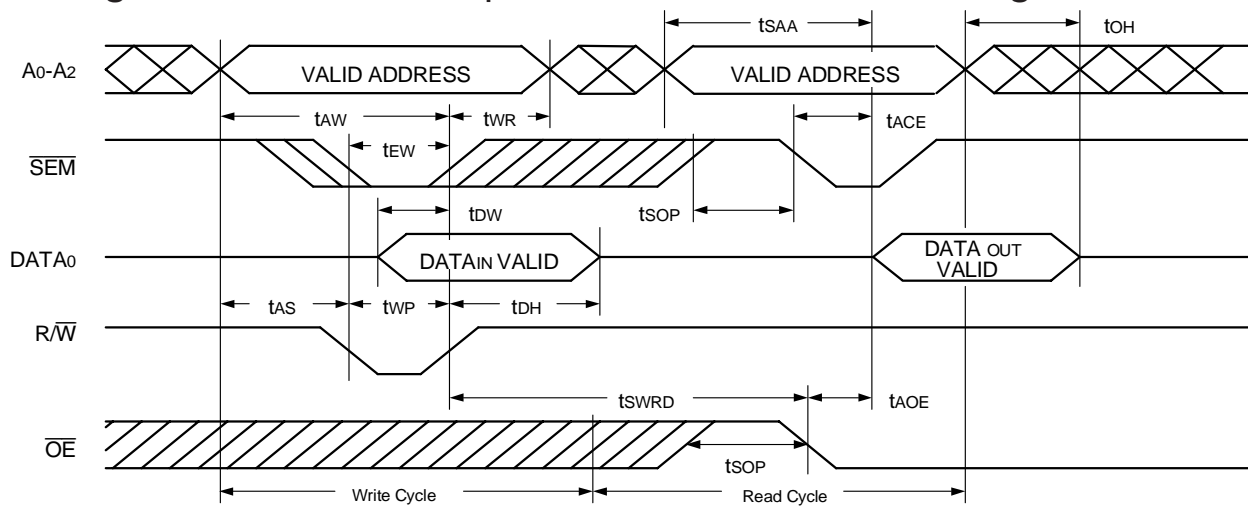 tSAA
tOH
A0-A2
VALID ADDRESS
VALID ADDRESS
tAW
tWR
tACE
tEW
SEM
tDW
tSOP
DATA0
DATAIN VALID
DATA OUT
VALID
tAS
tWP
tDH
R/W
tSWRD
tAOE
OE
tSOP
Write Cycle
Read Cycle